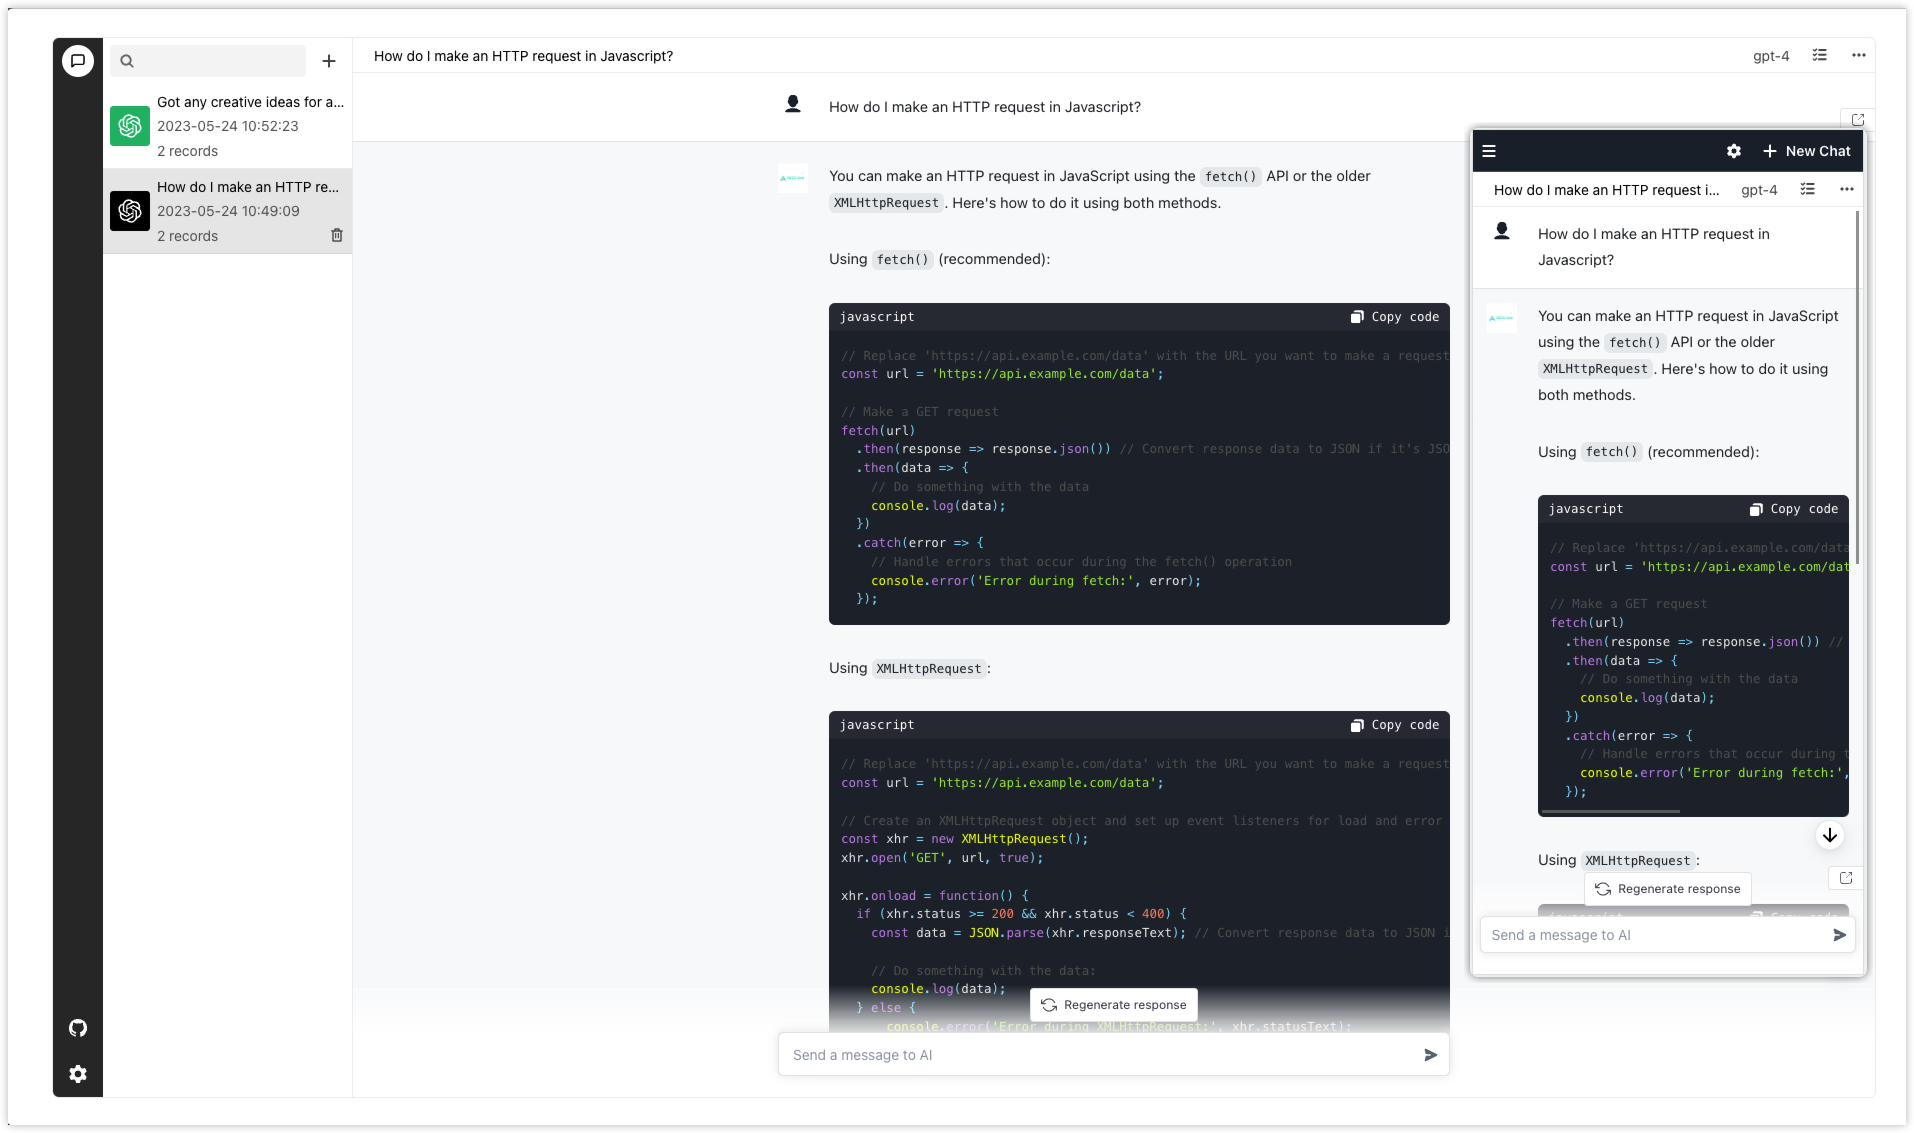 Got any creative ideas for a...
2023-05-24 10:52:23
2 records
How do I make an HTTP re...
2023-05-24 10:49:09
2 records
How do I make an HTTP request in Javascript?
gpt-4
How do I make an HTTP request in Javascript?
You can make an HTTP request in JavaScript using the fetch() API or the older
XMLHttpRequest. Here's how to do it using both methods.
Using fetch() (recommended):
javascript
Copy code
// Replace 'https://api.example.com/data' with the URL you want to make a request
const url = 'https://api.example.com/data';
// Make a GET request
fetch(url)
.then(response => response.json()) // Convert response data to JSON if it's JSO
.then(data => {
// Do something with the data
console.log(data);
})
.catch(error => {
// Handle errors that occur during the fetch() operation
console.error('Error during fetch:', error);
});
Using XMLHttpRequest:
javascript
Copy code
// Replace 'https://api.example.com/data' with the URL you want to make a request
const url = 'https://api.example.com/data';
// Create an XMLHttpRequest object and set up event listeners for load and error
const xhr = new XMLHttpRequest();
xhr.open('GET', url, true);
xhr.onload = function() {
if (xhr.status >= 200 && xhr.status < 400) {
const data = JSON.parse(xhr.responseText); // Convert response data to JSON i
// Do something with the data:
console.log(data);
} else {
console.error('Error during XMLHttpRequest:', xhr.statusText);
Regenerate response
Send a message to AI
New Chat
How do I make an HTTP request i...
gpt-4
How do I make an HTTP request in
Javascript?
You can make an HTTP request in JavaScript
using the fetch() API or the older
XMLHttpRequest. Here's how to do it using
both methods.
Using fetch() (recommended):
javascript
Copy code
// Replace 'https://api.example.com/data
const url = 'https://api.example.com/dat
// Make a GET request
fetch(url)
.then(response => response.json()) //
.then(data => {
// Do something with the data
console.log(data);
})
.catch(error => {
// Handle errors that occur during t
console.error('Error during fetch:',
});
Using XMLHttpRequest:
Regenerate response
javascript
Copy code
Send a message to AI